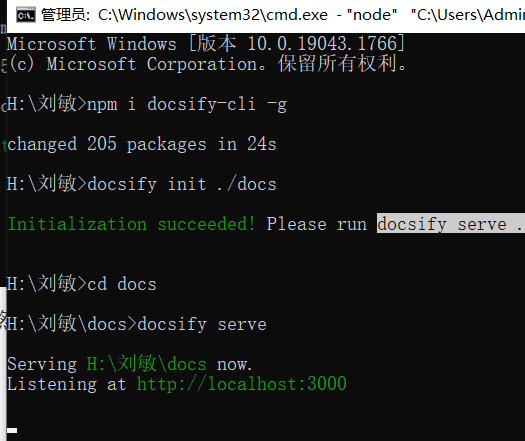 管理员: C:\Windows\system32\cmd.exe - "node" "C:\Users\Admi
Microsoft Windows [版本 10.0.19043.1766]
(c) Microsoft Corporation。保留所有权利。
H:\刘敏>npm i docsify-cli -g
changed 205 packages in 24s
H:\刘敏>docsify init ./docs
Initialization succeeded! Please run docsify serve .
H:\刘敏>cd docs
H:\刘敏\docs>docsify serve
Serving H:\刘敏\docs now.
Listening at http://localhost:3000